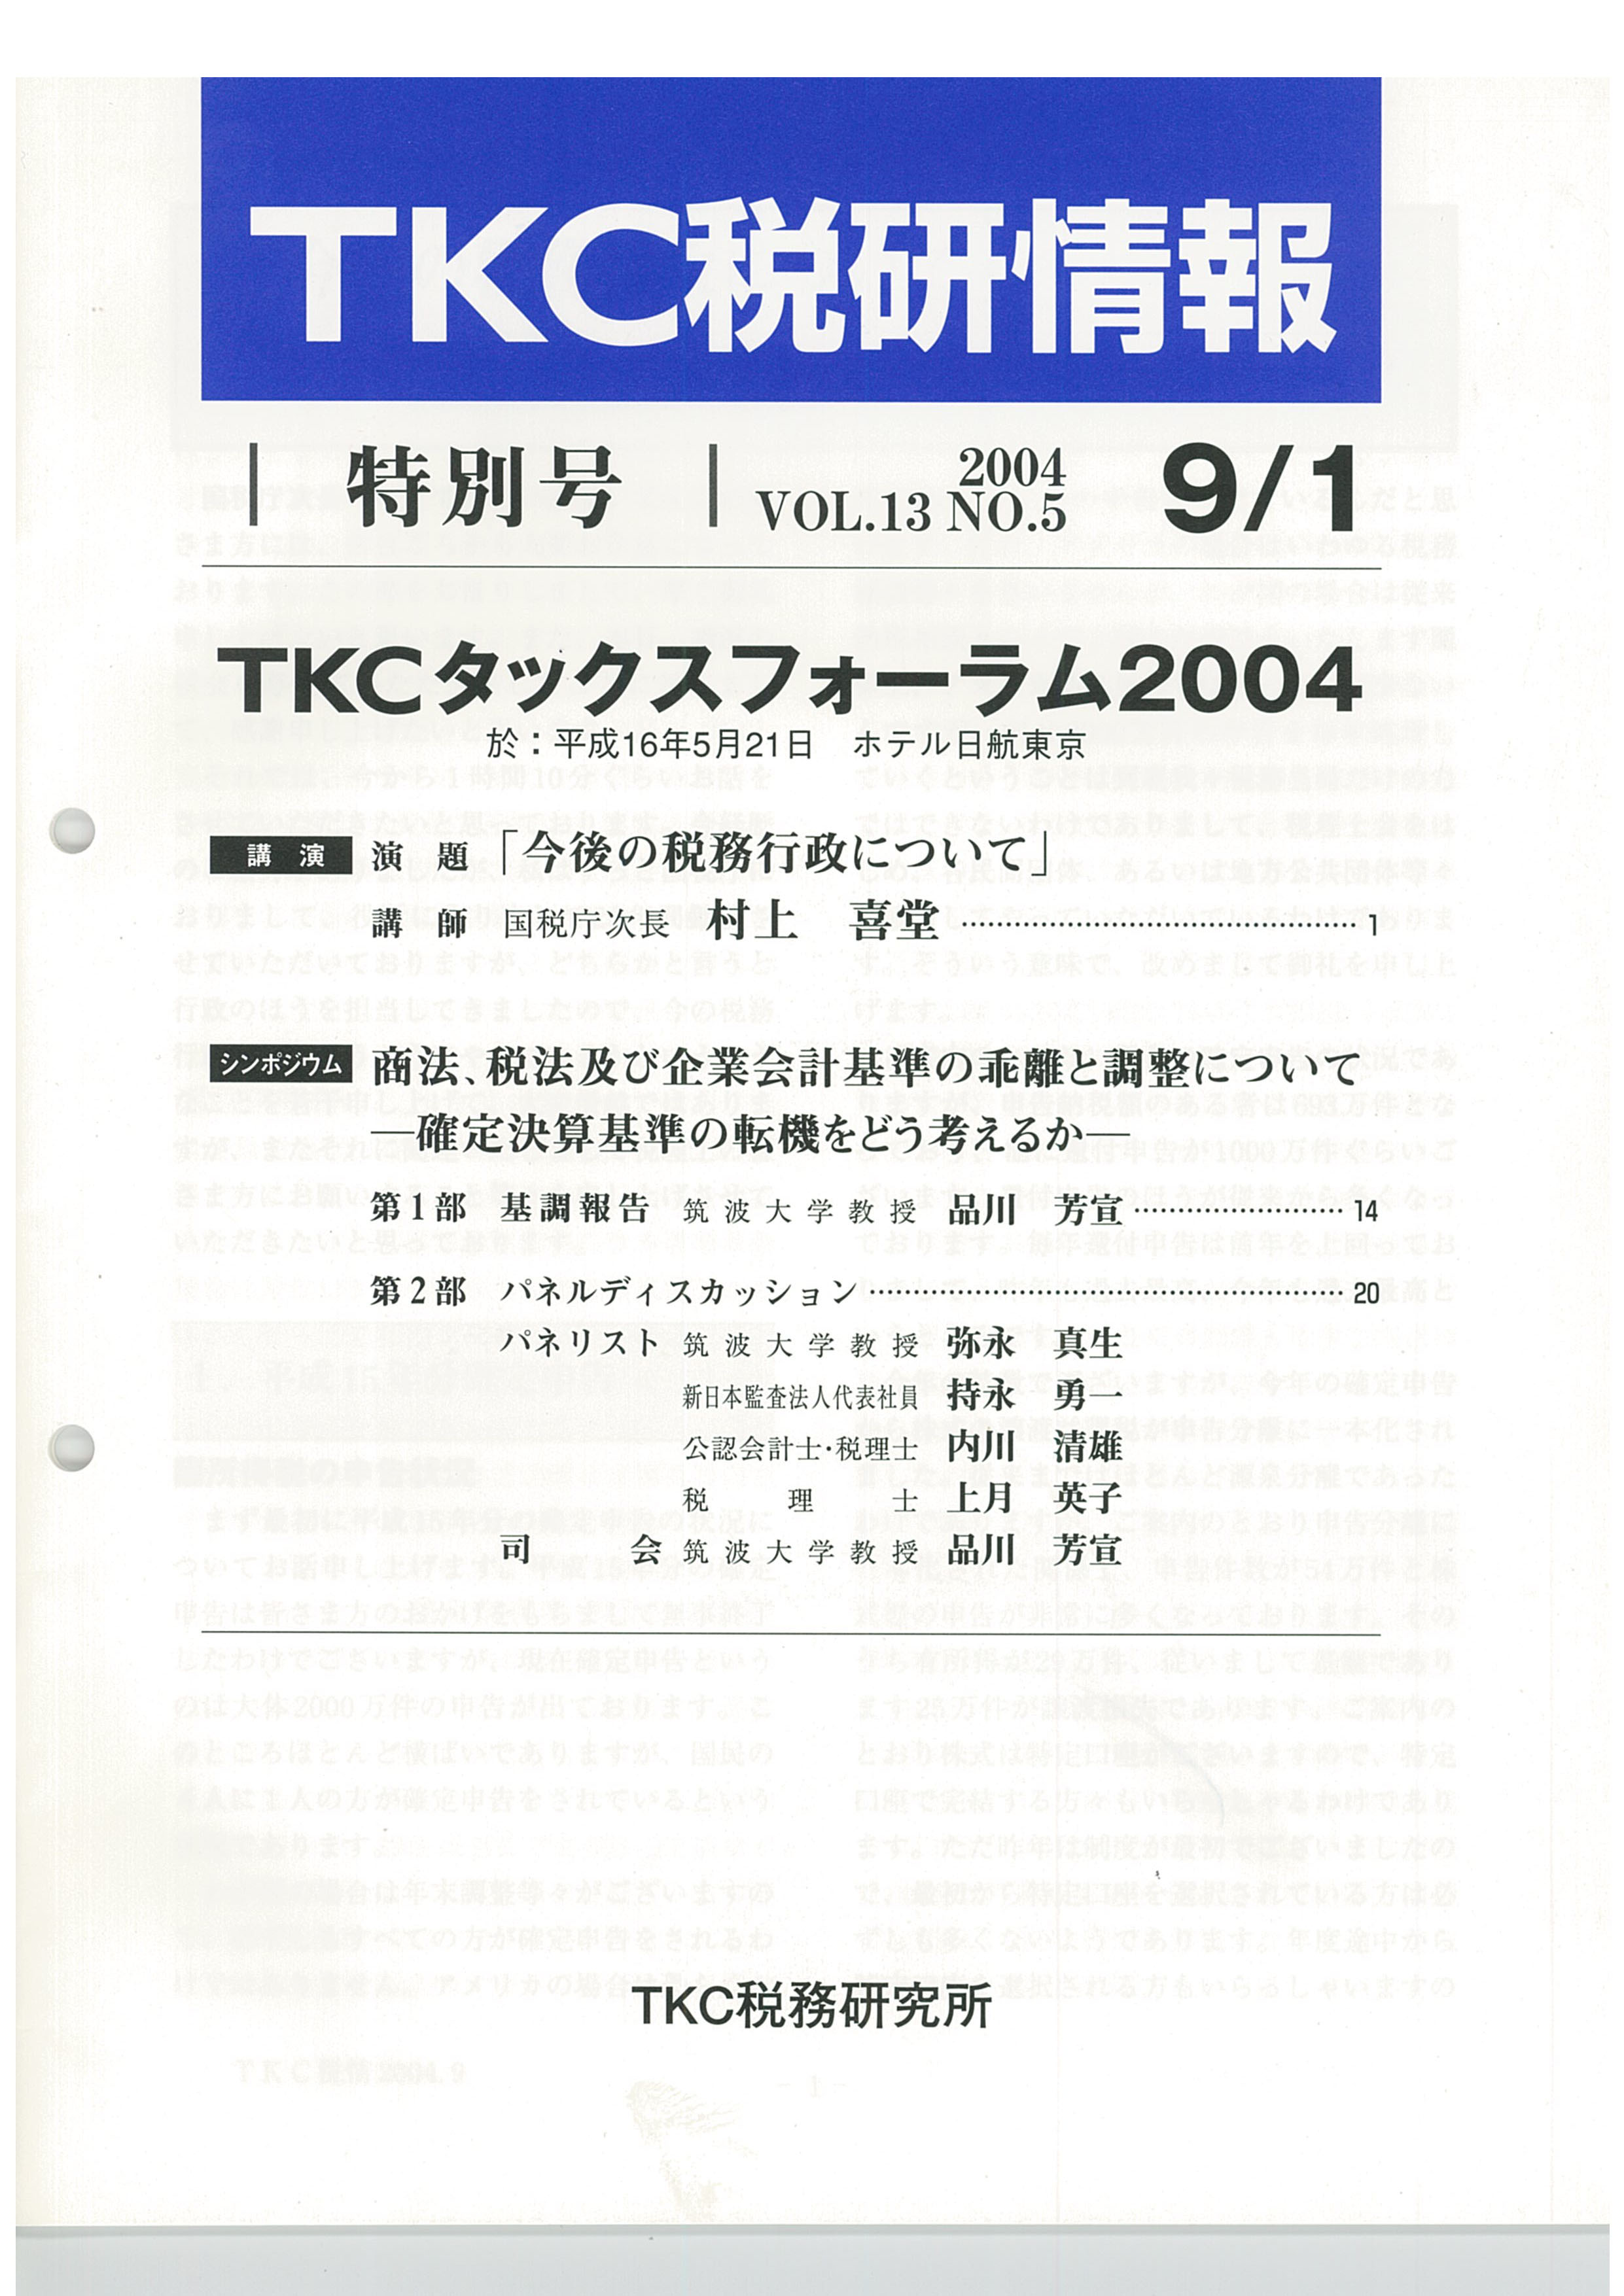 TKC税研情報
特別号
2004
VOL.13 NO.5
9/1
TKCタックスフォーラム2004
於：平成16年5月21日　ホテル日航東京
講演 演題「今後の税務行政について」
講師 国税庁次長 村上 喜堂 …… 1
シンポジウム 商法、税法及び企業会計基準の乖離と調整について
―確定決算基準の転機をどう考えるか―
第1部 基調報告 筑波大学教授 品川 芳宣 …… 14
第2部 パネルディスカッション …… 20
パネリスト 筑波大学教授 弥永 真生
新日本監査法人代表社員 持永 勇一
公認会計士・税理士 内川 清雄
税理士 上月 英子
司会 筑波大学教授 品川 芳宣
TKC税務研究所